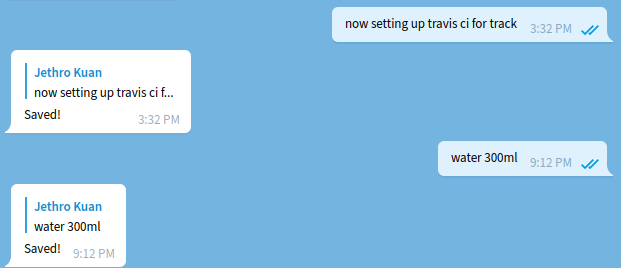 now setting up travis ci for track 3:32 PM
Jethro Kuan
now setting up travis ci f...
Saved! 3:32 PM
water 300ml 9:12 PM
Jethro Kuan
water 300ml
Saved! 9:12 PM